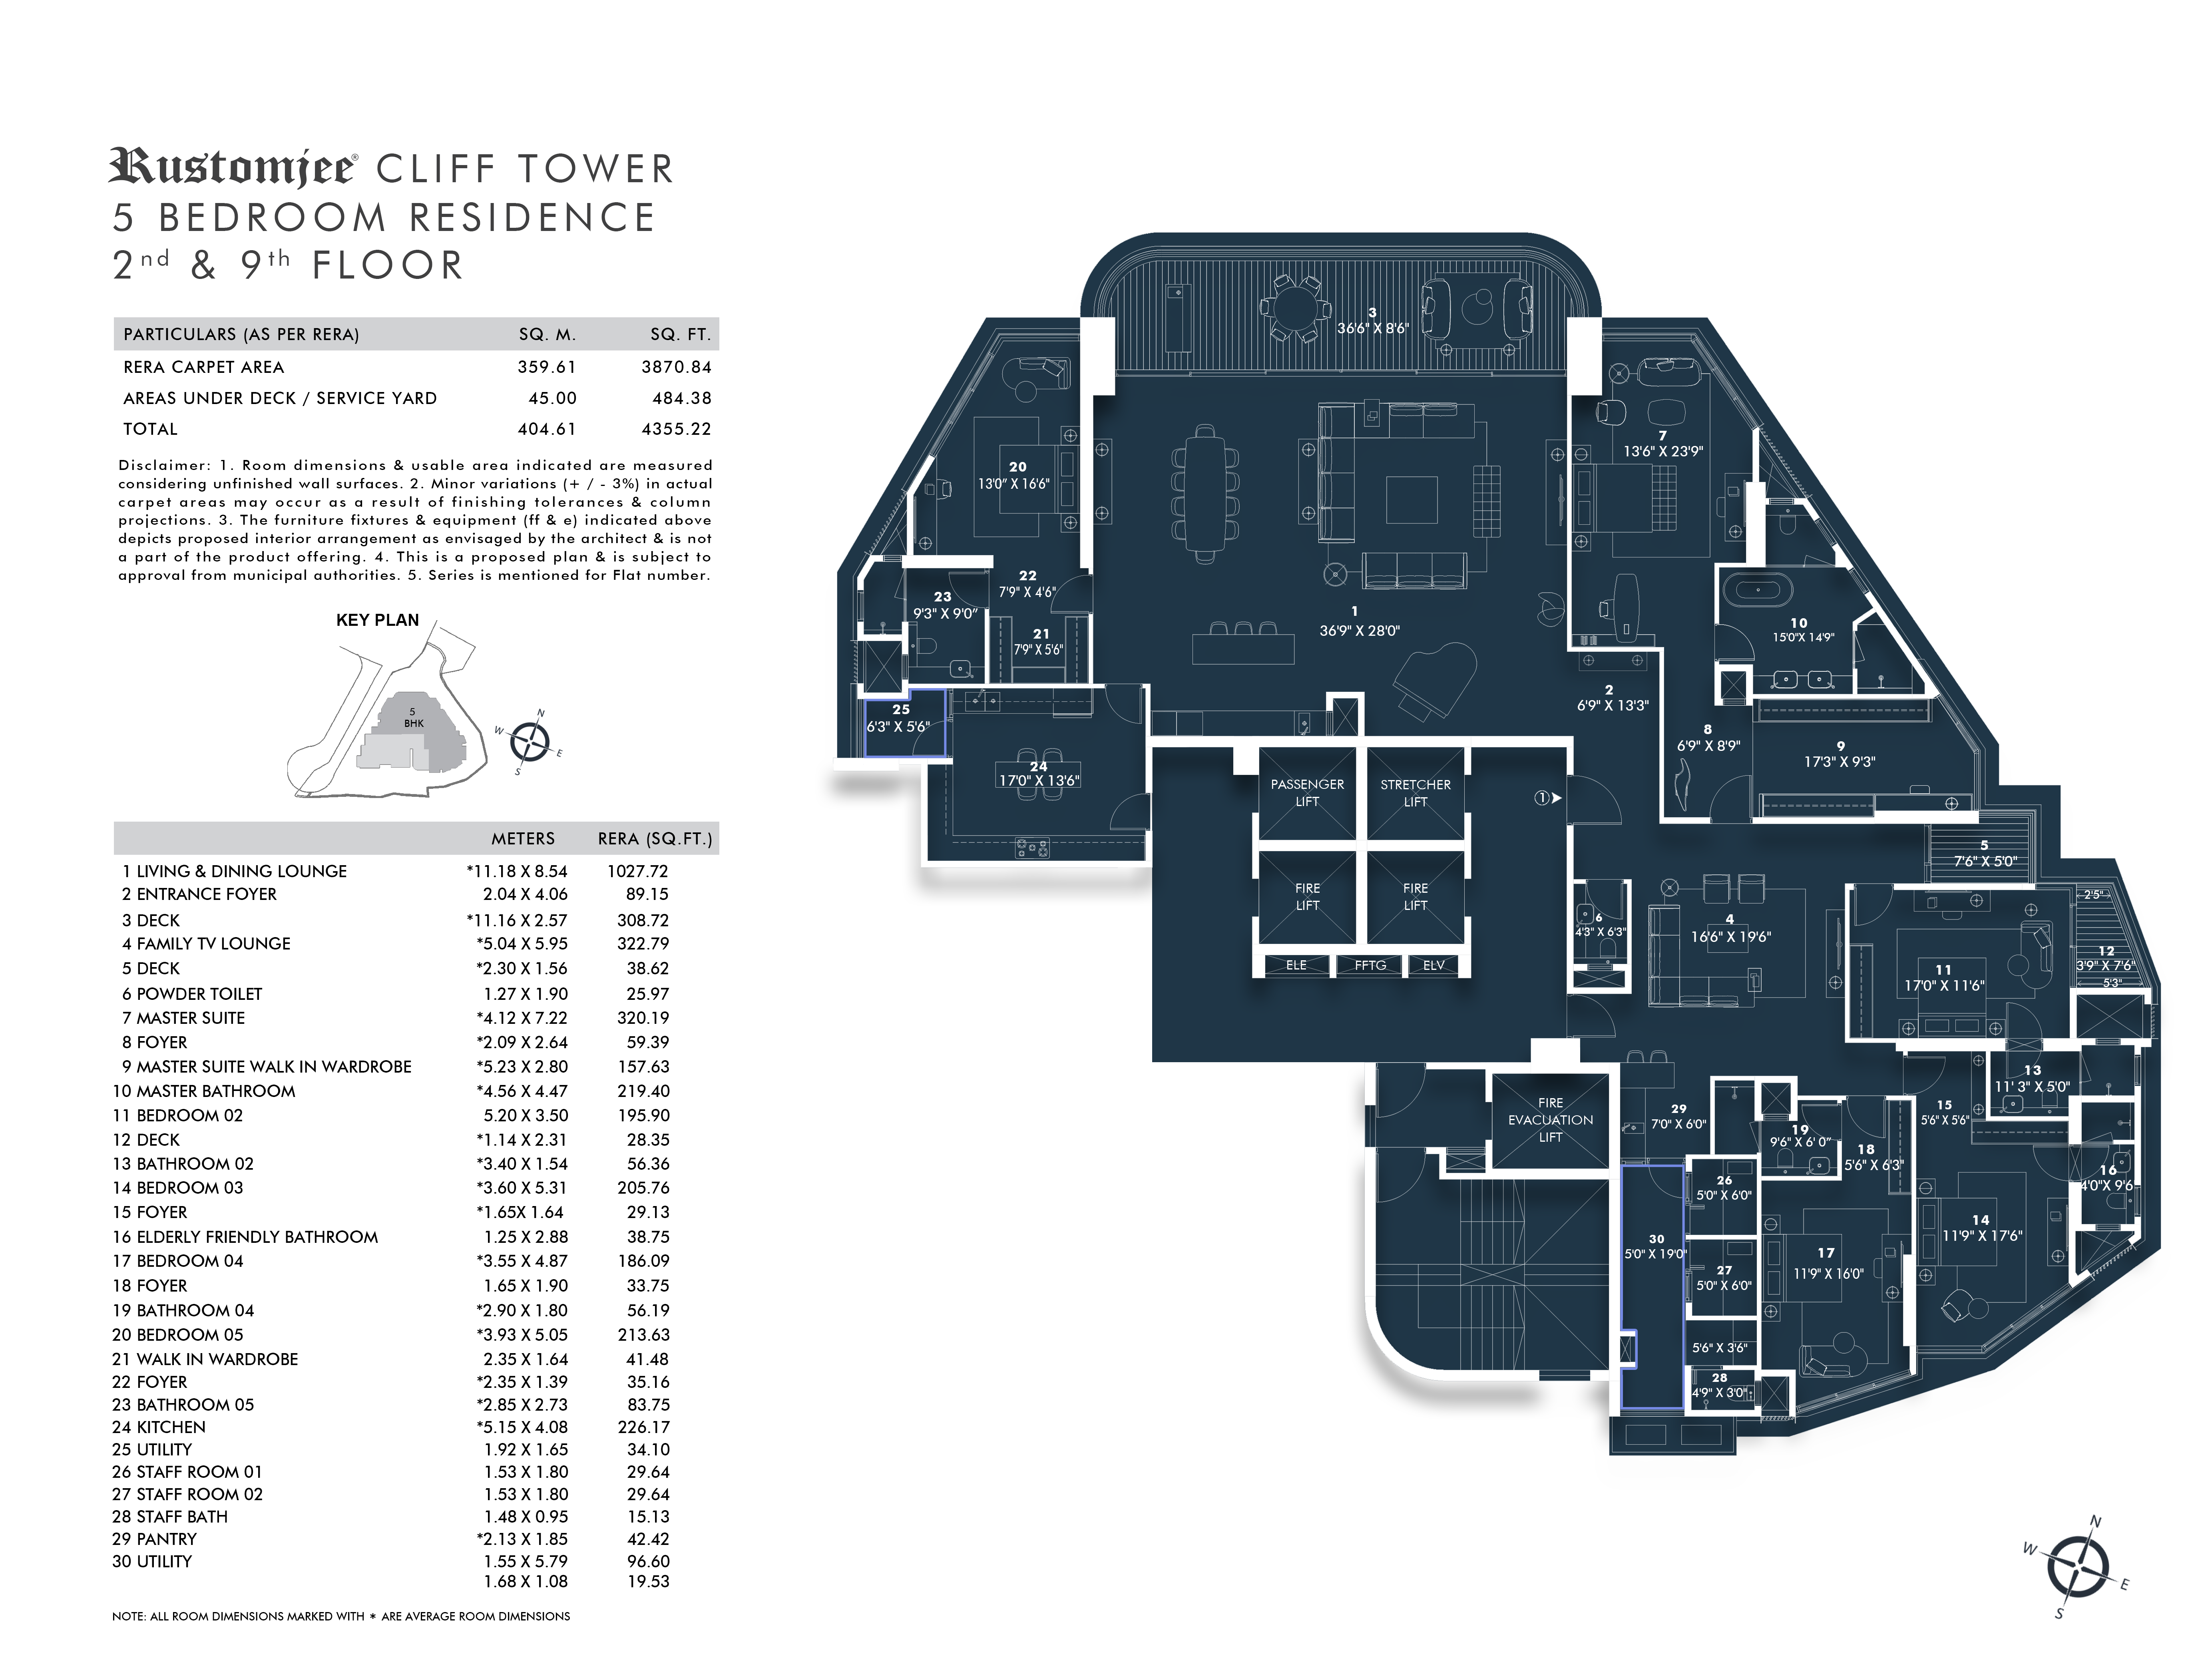 Rustomjee® CLIFF TOWER
5 BEDROOM RESIDENCE
2nd & 9th FLOOR
PARTICULARS (AS PER RERA) SQ. M. SQ. FT.
RERA CARPET AREA 359.61 3870.84
AREAS UNDER DECK / SERVICE YARD 45.00 484.38
TOTAL 404.61 4355.22
Disclaimer: 1. Room dimensions & usable area indicated are measured
considering unfinished wall surfaces. 2. Minor variations (+ / - 3%) in actual
carpet areas may occur as a result of finishing tolerances & column
projections. 3. The furniture fixtures & equipment (ff & e) indicated above
depicts proposed interior arrangement as envisaged by the architect & is not
a part of the product offering. 4. This is a proposed plan & is subject to
approval from municipal authorities. 5. Series is mentioned for Flat number.
KEY PLAN
5
BHK
N
W
E
S
METERS RERA (SQ.FT.)
1 LIVING & DINING LOUNGE *11.18 X 8.54 1027.72
2 ENTRANCE FOYER 2.04 X 4.06 89.15
3 DECK *11.16 X 2.57 308.72
4 FAMILY TV LOUNGE *5.04 X 5.95 322.79
5 DECK *2.30 X 1.56 38.62
6 POWDER TOILET 1.27 X 1.90 25.97
7 MASTER SUITE *4.12 X 7.22 320.19
8 FOYER *2.09 X 2.64 59.39
9 MASTER SUITE WALK IN WARDROBE *5.23 X 2.80 157.63
10 MASTER BATHROOM *4.56 X 4.47 219.40
11 BEDROOM 02 5.20 X 3.50 195.90
12 DECK *1.14 X 2.31 28.35
13 BATHROOM 02 *3.40 X 1.54 56.36
14 BEDROOM 03 *3.60 X 5.31 205.76
15 FOYER *1.65X 1.64 29.13
16 ELDERLY FRIENDLY BATHROOM 1.25 X 2.88 38.75
17 BEDROOM 04 *3.55 X 4.87 186.09
18 FOYER 1.65 X 1.90 33.75
19 BATHROOM 04 *2.90 X 1.80 56.19
20 BEDROOM 05 *3.93 X 5.05 213.63
21 WALK IN WARDROBE 2.35 X 1.64 41.48
22 FOYER *2.35 X 1.39 35.16
23 BATHROOM 05 *2.85 X 2.73 83.75
24 KITCHEN *5.15 X 4.08 226.17
25 UTILITY 1.92 X 1.65 34.10
26 STAFF ROOM 01 1.53 X 1.80 29.64
27 STAFF ROOM 02 1.53 X 1.80 29.64
28 STAFF BATH 1.48 X 0.95 15.13
29 PANTRY *2.13 X 1.85 42.42
30 UTILITY 1.55 X 5.79 96.60
1.68 X 1.08 19.53
NOTE: ALL ROOM DIMENSIONS MARKED WITH * ARE AVERAGE ROOM DIMENSIONS
3
36'6" X 8'6"
7
13'6" X 23'9"
20
13'0" X 16'6"
22
7'9" X 4'6"
23
9'3" X 9'0"
21
7'9" X 5'6"
1
36'9" X 28'0"
10
15'0"X 14'9"
2
6'9" X 13'3"
25
6'3" X 5'6"
8
6'9" X 8'9"
9
17'3" X 9'3"
24
17'0" X 13'6"
PASSENGER
LIFT
STRETCHER
LIFT
1
5
7'6" X 5'0"
FIRE
LIFT
FIRE
LIFT
6
4'3" X 6'3"
4
16'6" X 19'6"
2'5"
12
3'9" X 7'6"
5'3"
11
17'0" X 11'6"
ELE
FFTG
ELV
13
11' 3" X 5'0"
FIRE
EVACUATION
LIFT
29
7'0" X 6'0"
15
5'6" X 5'6"
19
9'6" X 6' 0"
18
5'6" X 6'3"
16
4'0"X 9'6
26
5'0" X 6'0"
14
11'9" X 17'6"
30
5'0" X 19'0"
17
11'9" X 16'0"
27
5'0" X 6'0"
5'6" X 3'6"
28
4'9" X 3'0"
N
W
E
S